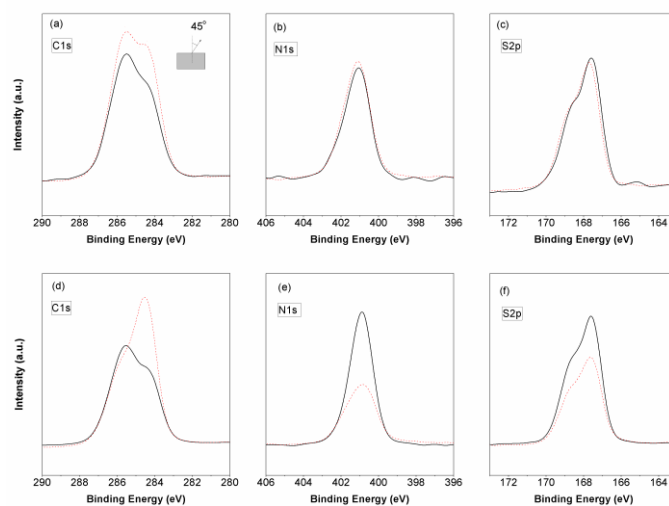 (a)
C1s
45°
(b)
N1s
(c)
S2p
Intensity (a.u.)
290 288 286 284 282 280
406 404 402 400 398 396
172 170 168 166 164
Binding Energy (eV)
Binding Energy (eV)
Binding Energy (eV)
(d)
C1s
(e)
N1s
(f)
S2p
Intensity (a.u.)
290 288 286 284 282 280
406 404 402 400 398 396
172 170 168 166 164
Binding Energy (eV)
Binding Energy (eV)
Binding Energy (eV)